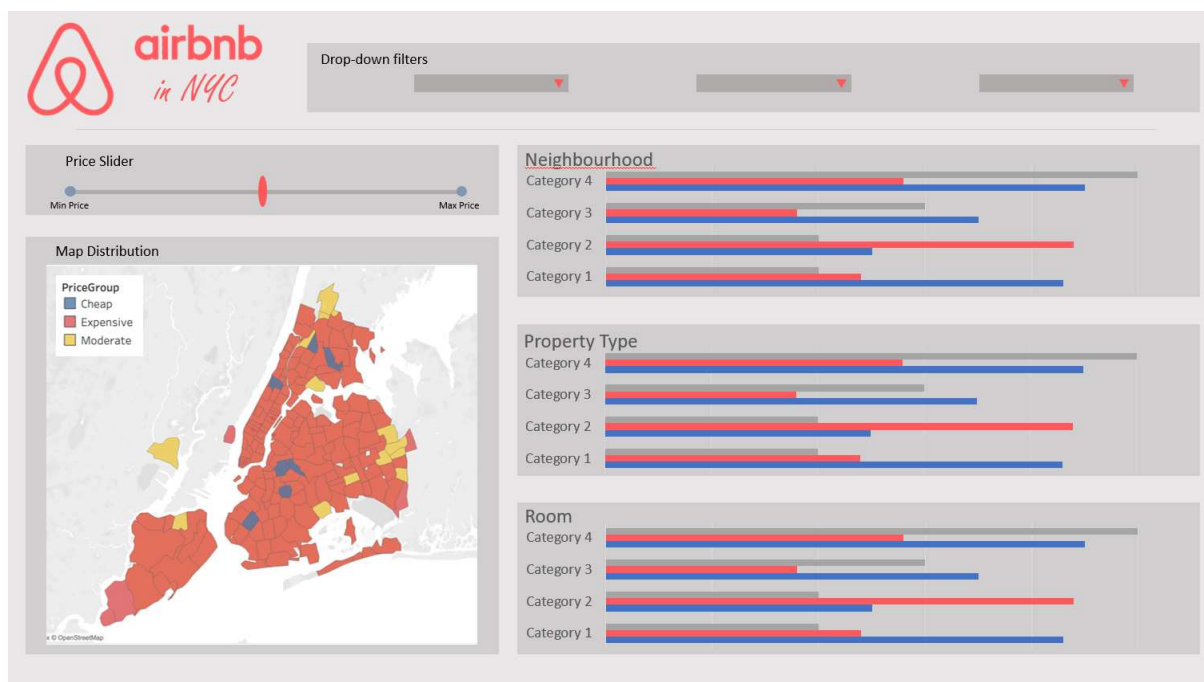 airbnb
in NYC
Drop-down filters
Price Slider
Min Price
Max Price
Map Distribution
PriceGroup
Cheap
Expensive
Moderate
© OpenStreetMap
Neighbourhood
Category 4
Category 3
Category 2
Category 1
Property Type
Category 4
Category 3
Category 2
Category 1
Room
Category 4
Category 3
Category 2
Category 1